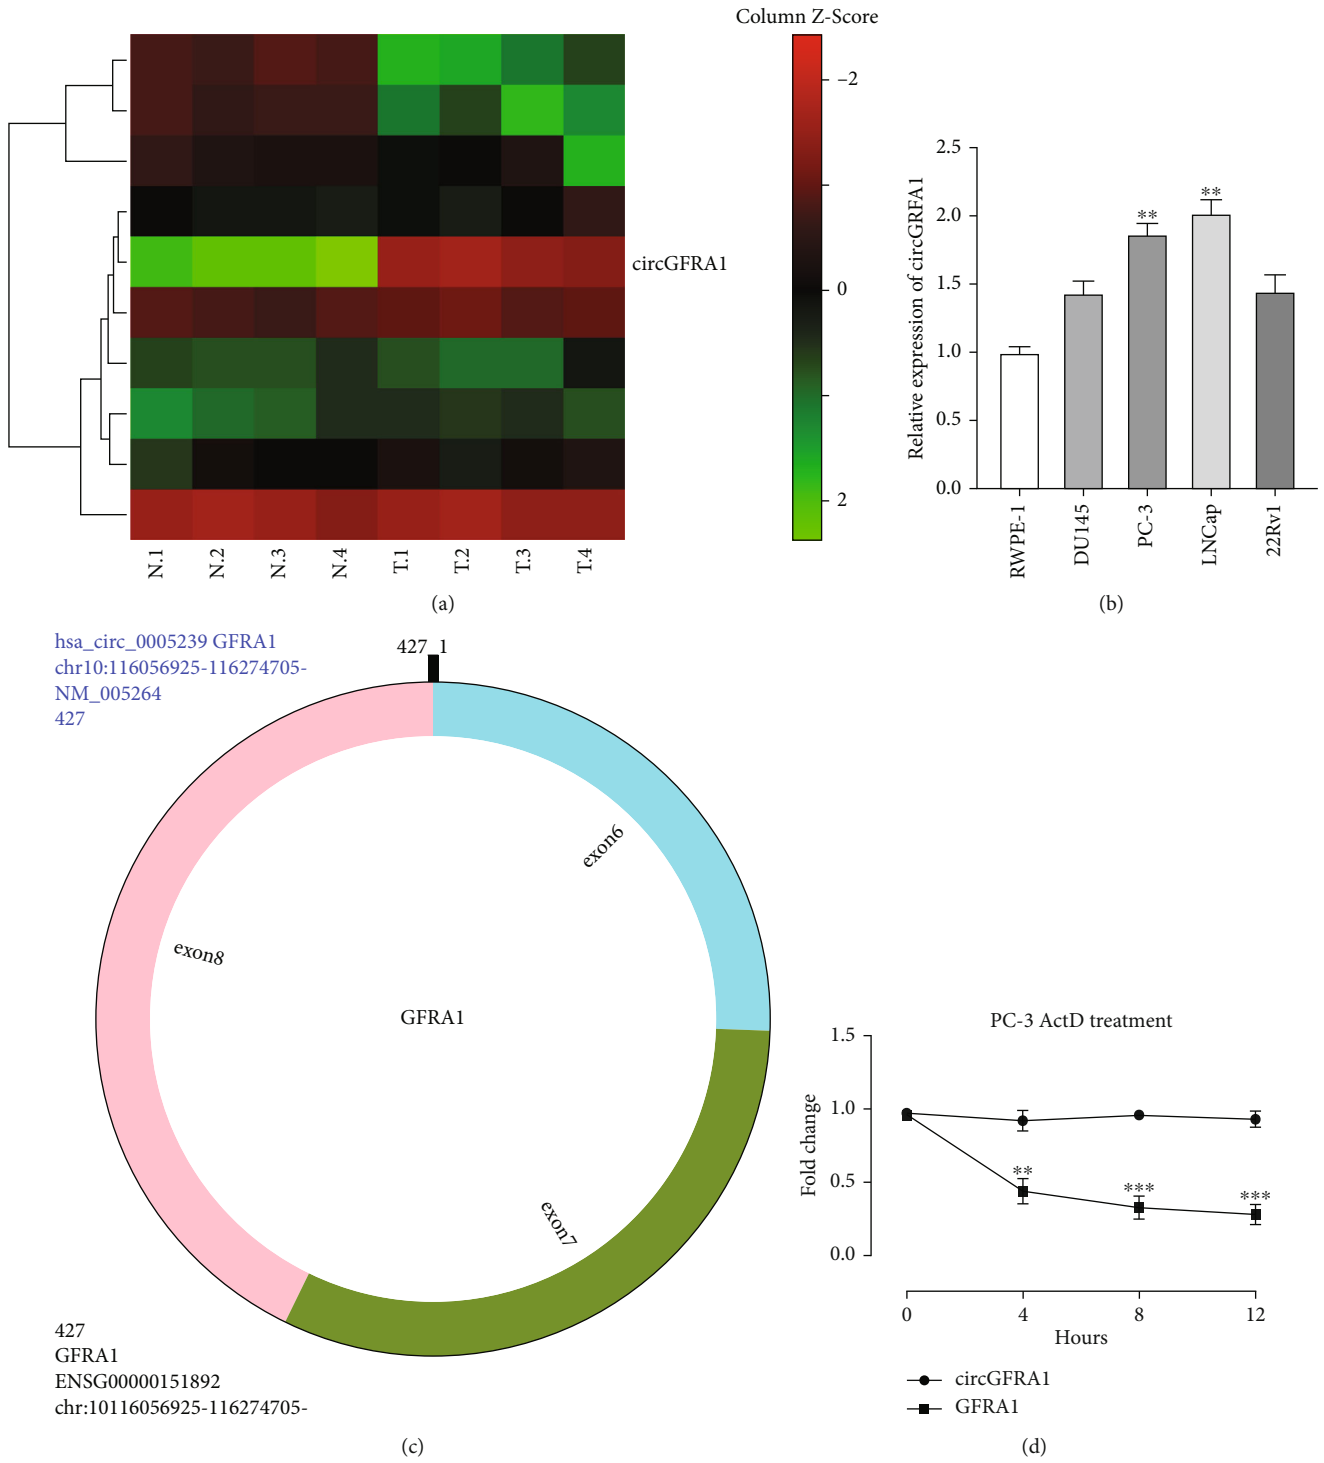 Column Z-Score
–2
0
2
circGFRA1
N.1
N.2
N.3
N.4
T.1
T.2
T.3
T.4
(a)
Relative expression of circGRFA1
2.5
2.0
1.5
1.0
0.5
0.0
**
**
RWPE-1
DU145
PC-3
LNCap
22Rv1
(b)
hsa_circ_0005239 GFRA1
chr10:116056925-116274705-
NM_005264
427
427 1
exon6
exon8
GFRA1
exon7
427
GFRA1
ENSG00000151892
chr:10116056925-116274705-
(c)
PC-3 ActD treatment
Fold change
1.5
1.0
0.5
0.0
**
***
***
0
4
8
12
Hours
circGFRA1
GFRA1
(d)